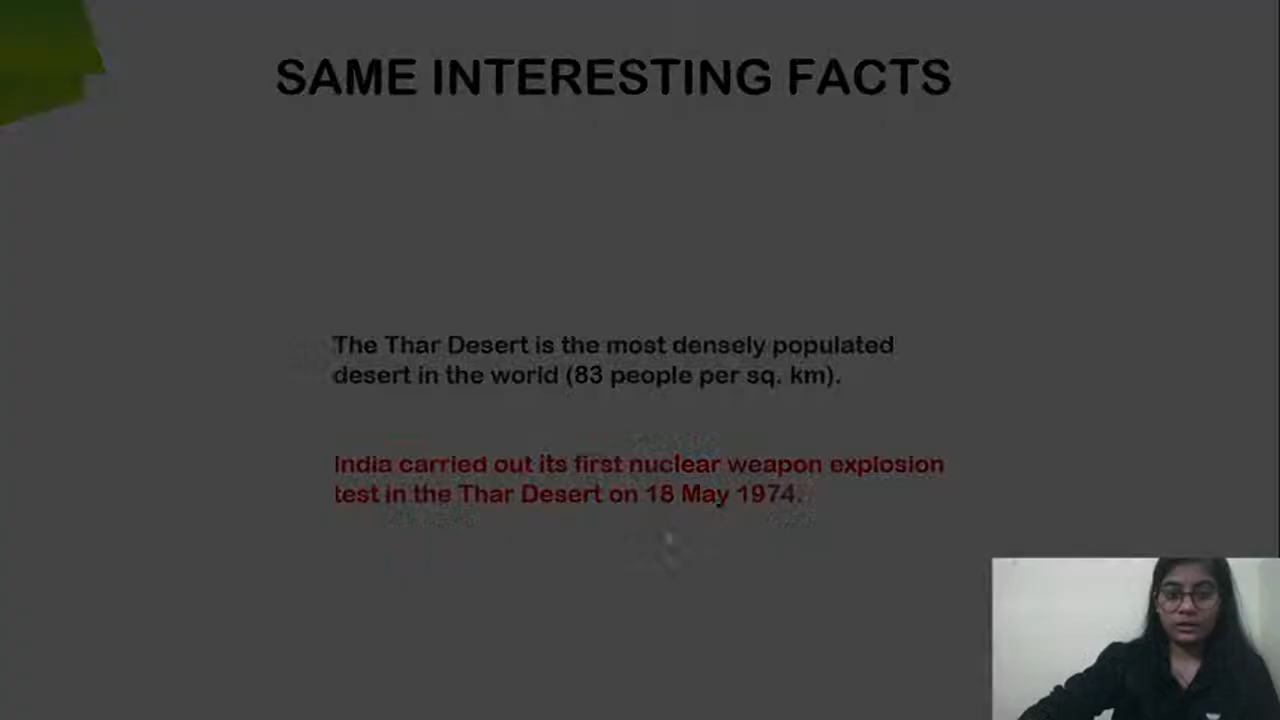 SAME INTERESTING FACTS
The Thar Desert is the most densely populated
desert in the world (83 people per sq. km).
India carried out its first nuclear weapon explosion
test in the Thar Desert on 18 May 1974.